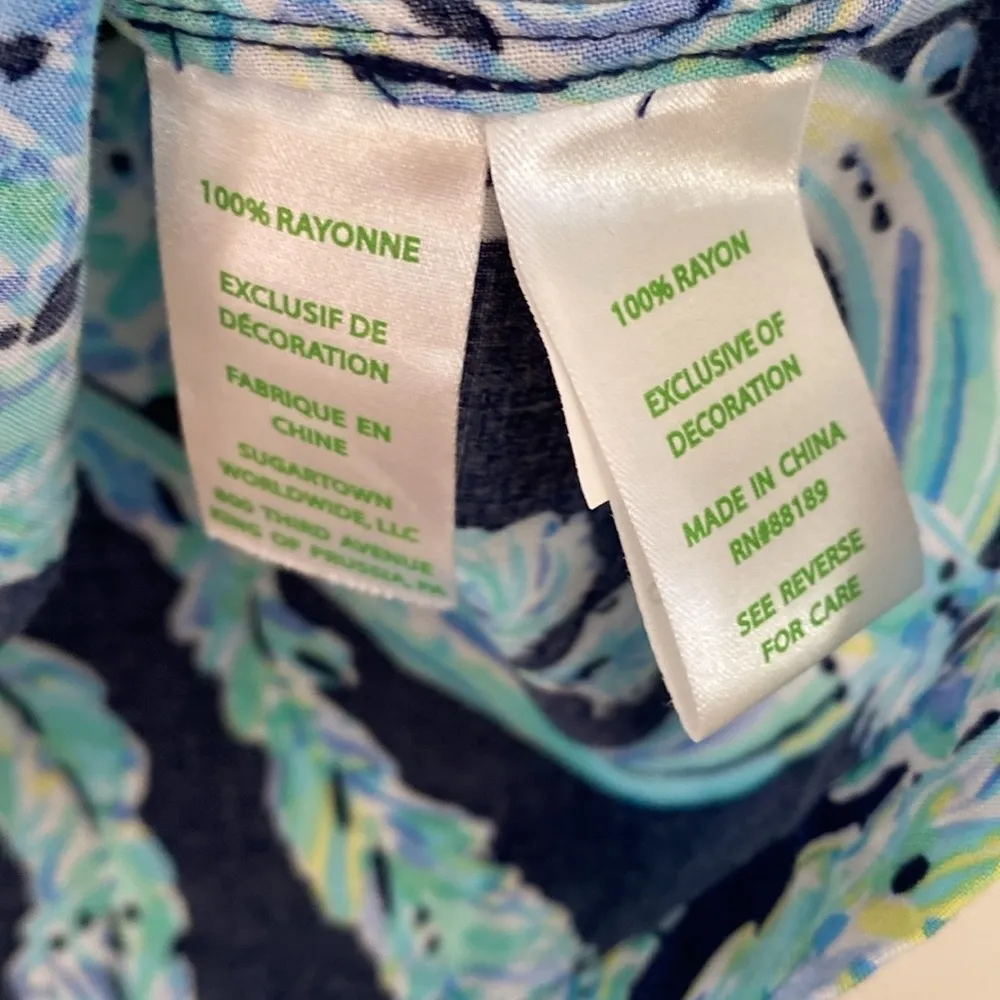 100% RAYONNE
EXCLUSIF DE
DÉCORATION
FABRIQUE EN
CHINE
SUGARTOWN
WORLDWIDE, LLC
800 THIRD AVENUE
KING OF PRUSSIA, PA
100% RAYON
EXCLUSIVE OF
DECORATION
MADE IN CHINA
RN#88189
SEE REVERSE
FOR CARE